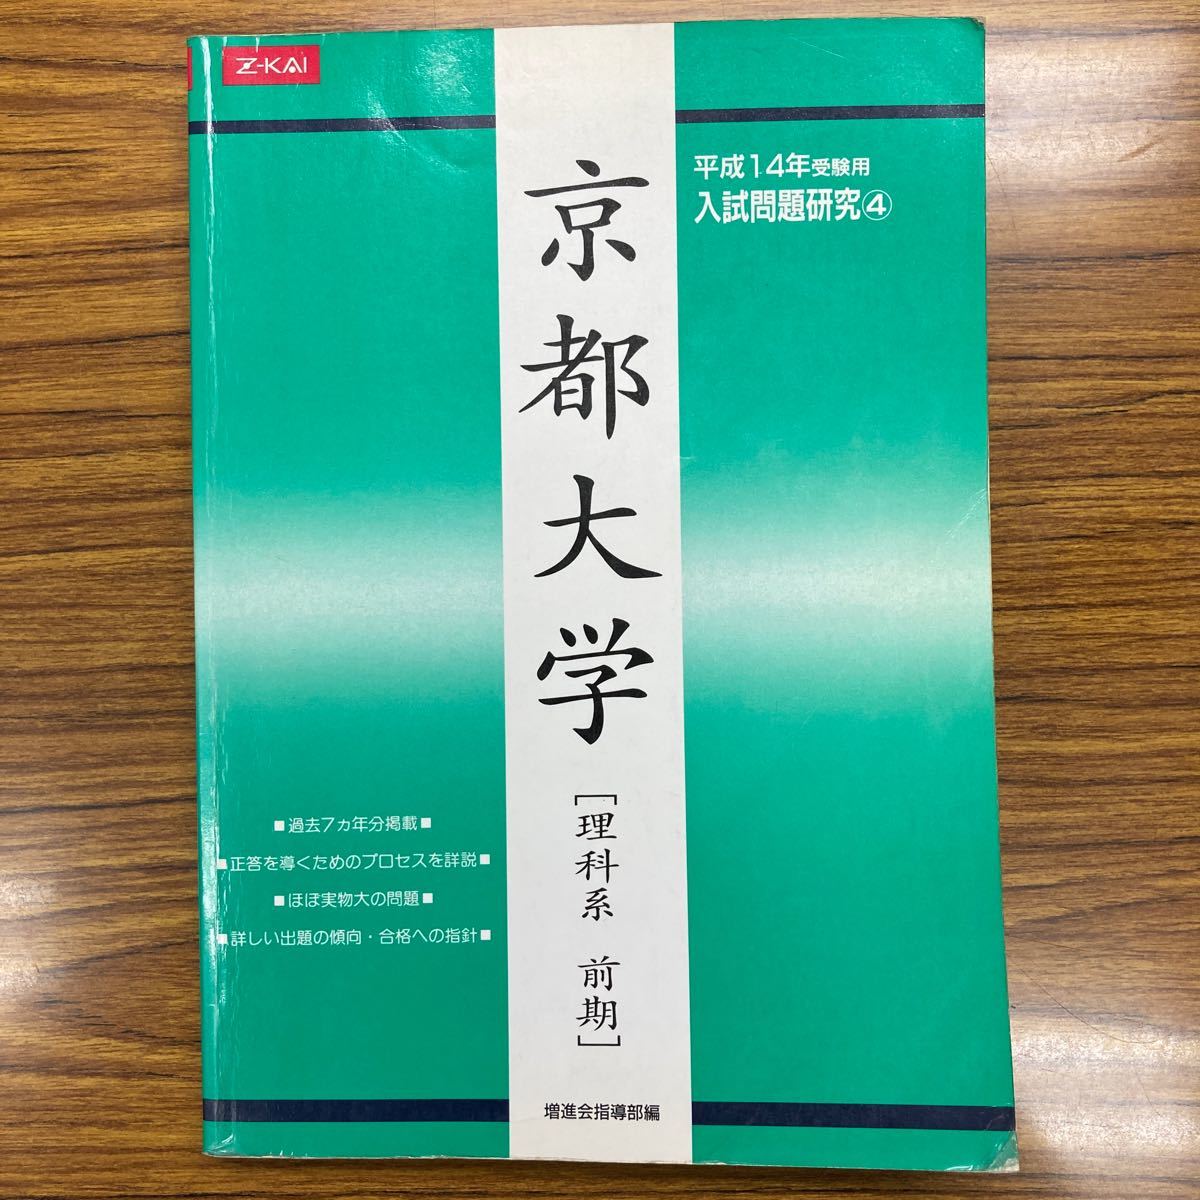 Z-KAI
平成14年受験用
入試問題研究④
京都大学
[理科系 前期]
■過去7ヵ年分掲載■
■正答を導くためのプロセスを詳説■
■ほぼ実物大の問題■
■詳しい出題の傾向・合格への指針■
増進会指導部編